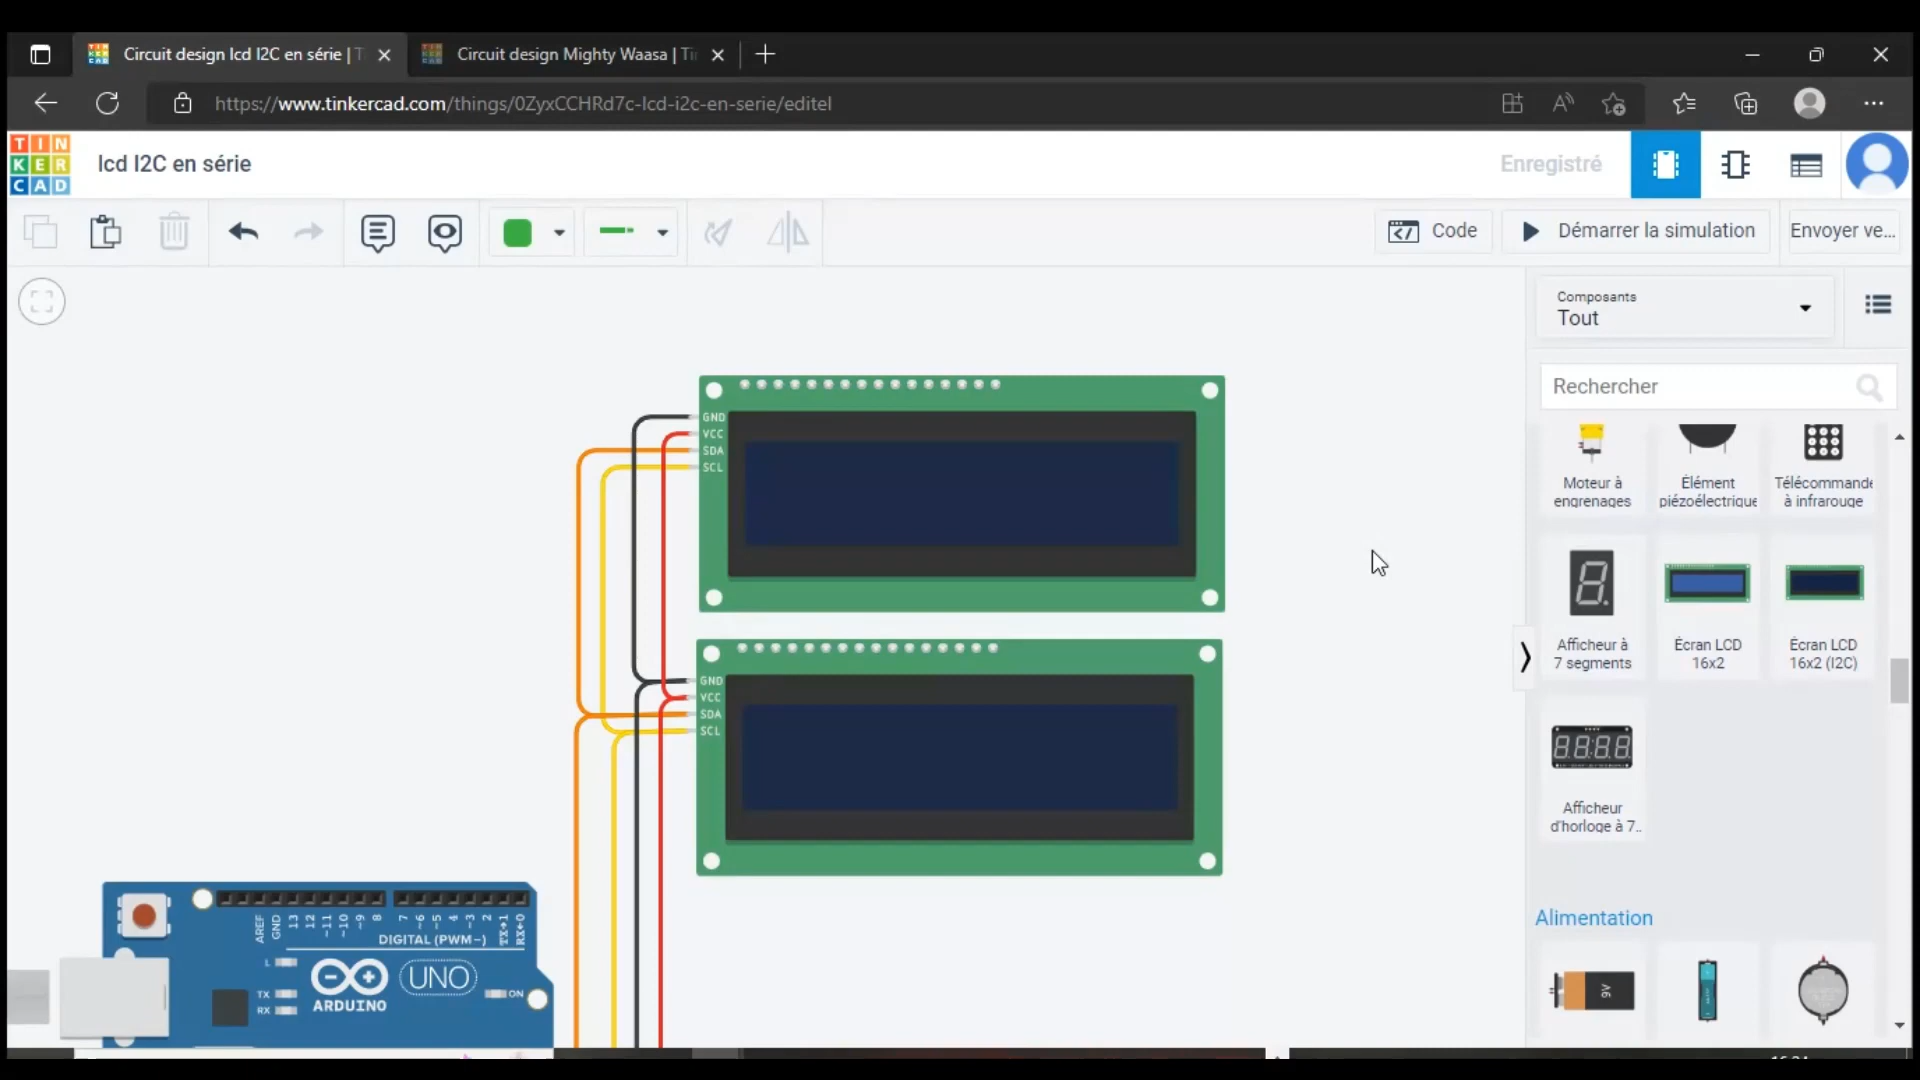 Circuit design lcd I2C en série | T
Circuit design Mighty Waasa | Ti
https://www.tinkercad.com/things/0ZyxCCHRd7c-lcd-i2c-en-serie/editel
TIN
KER
CAD
lcd I2C en série
Enregistré
Code
Démarrer la simulation
Envoyer ve...
Composants
Tout
Rechercher
Moteur à
engrenages
Élément
piézoélectrique
Télécommande
à infrarouge
Afficheur à
7 segments
Écran LCD
16x2
Écran LCD
16x2 (I2C)
Afficheur
d'horloge à 7..
Alimentation
9V
GND
VCC
SDA
SCL
GND
VCC
SDA
SCL
AREF
GND
13
12
~11
~10
~9
8
7
~6
~5
4
~3
2
TX→1
RX←0
DIGITAL (PWM~)
L
TX
RX
ARDUINO
UNO
ON